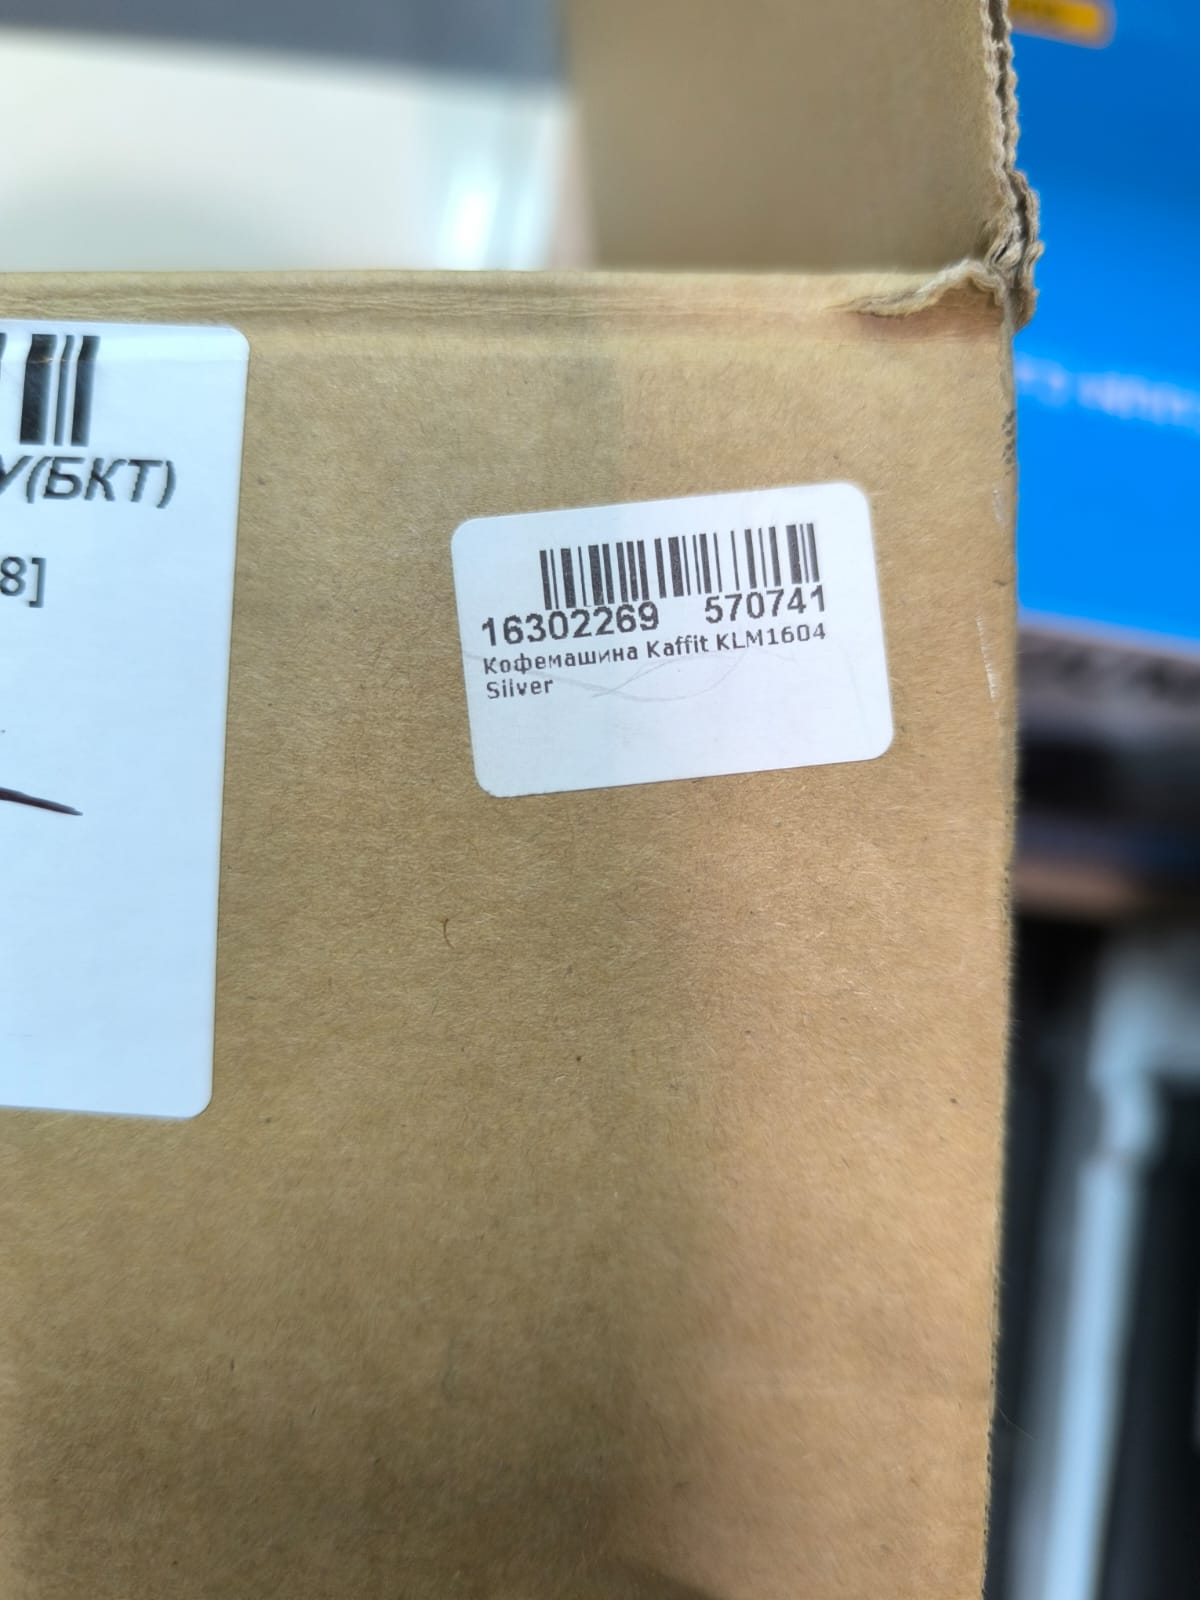 У(БКТ)
8]
16302269 570741
Кофемашина Kaffit KLM1604
Silver